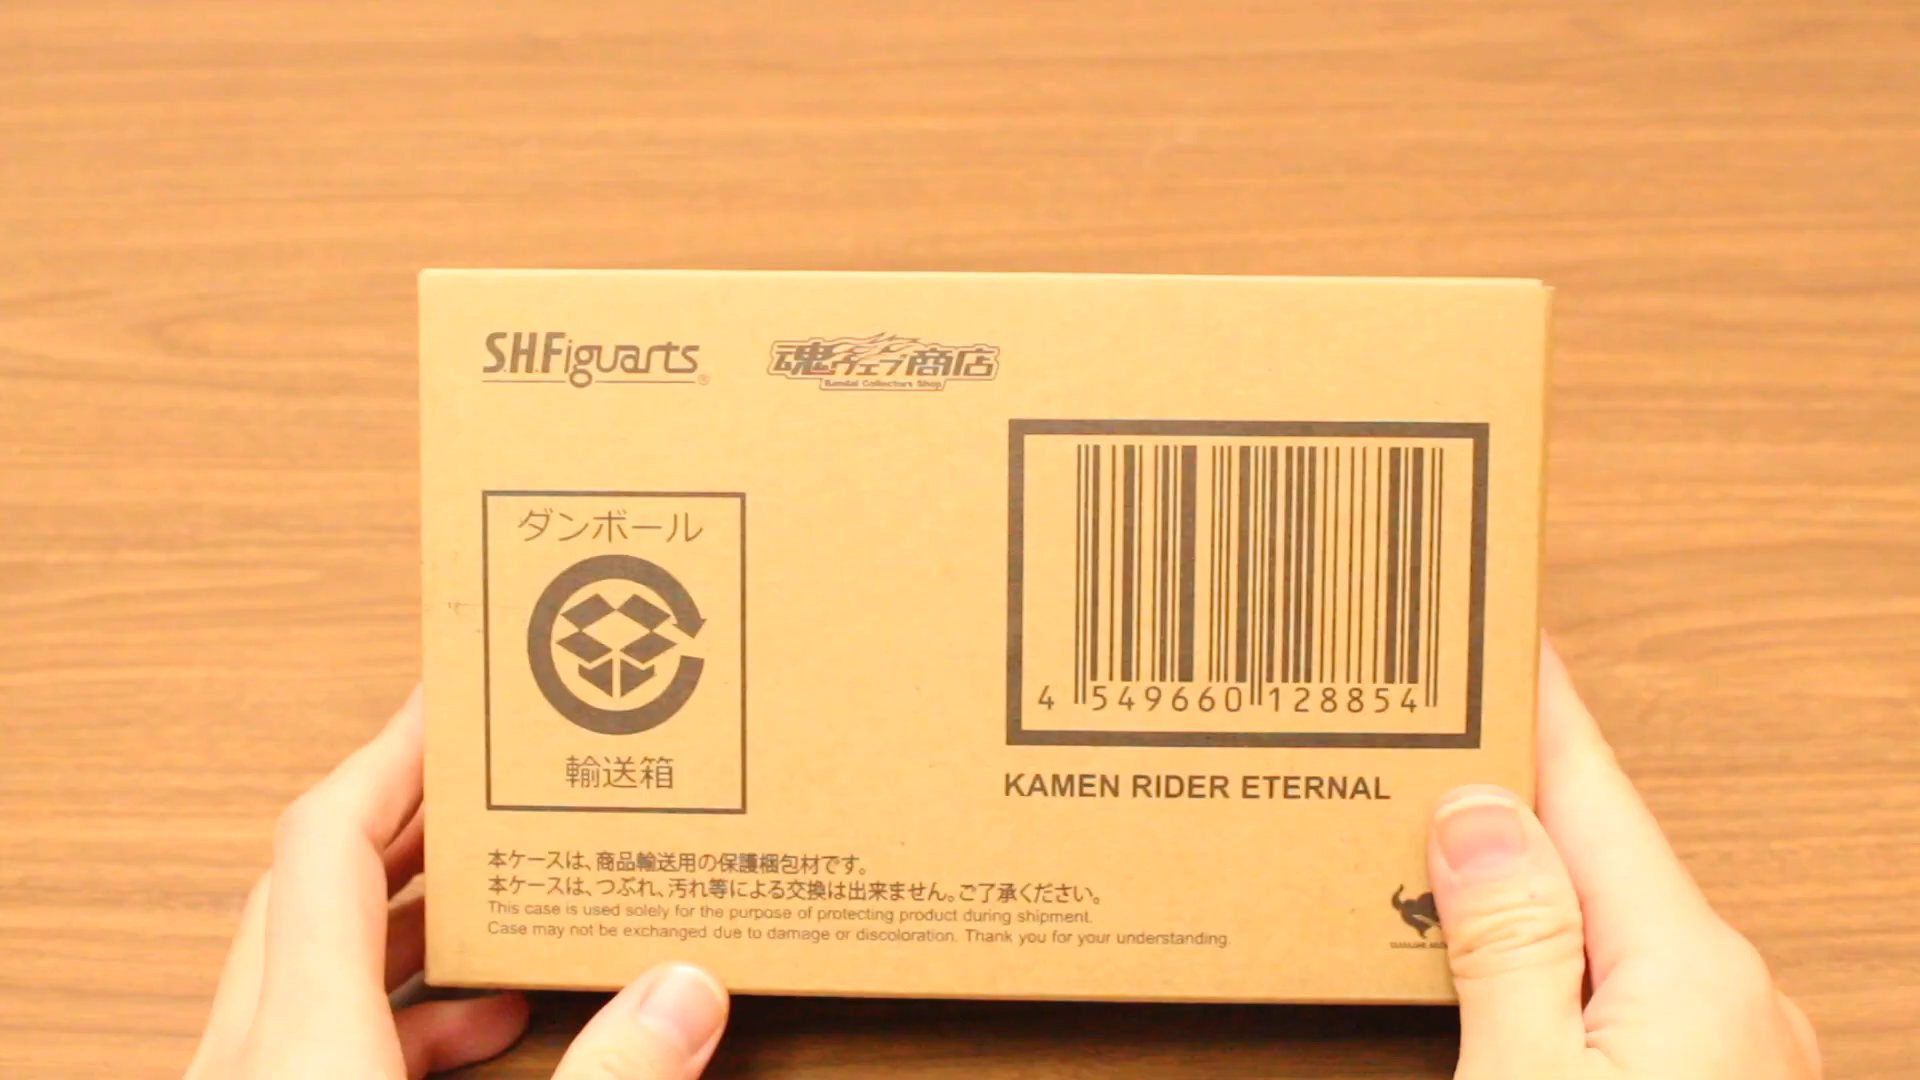 S.H.Figuarts®
魂ウェブ商店
Bandai Collectors Shop
ダンボール
輸送箱
4 549660 128854
KAMEN RIDER ETERNAL
本ケースは、商品輸送用の保護梱包材です。
本ケースは、つぶれ、汚れ等による交換は出来ません。ご了承ください。
This case is used solely for the purpose of protecting product during shipment.
Case may not be exchanged due to damage or discoloration. Thank you for your understanding.